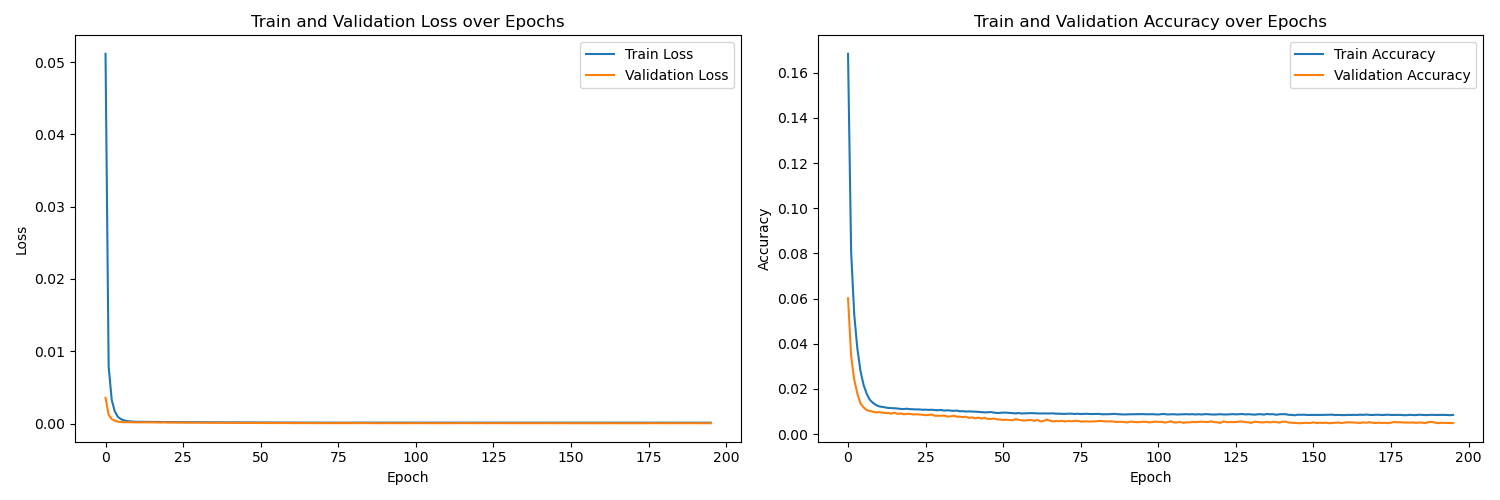 Train and Validation Loss over Epochs
Train Loss
Validation Loss
0.05
0.04
0.03
0.02
0.01
0.00
Loss
0 25 50 75 100 125 150 175 200
Epoch
Train and Validation Accuracy over Epochs
Train Accuracy
Validation Accuracy
0.16
0.14
0.12
0.10
0.08
0.06
0.04
0.02
0.00
Accuracy
0 25 50 75 100 125 150 175 200
Epoch